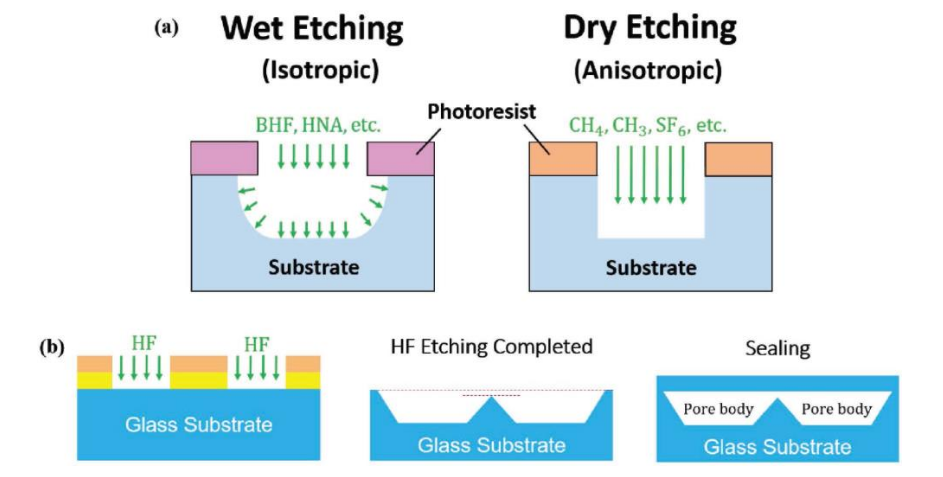 (a)
Wet Etching
(Isotropic)
Dry Etching
(Anisotropic)
Photoresist
BHF, HNA, etc.
CH₄, CH₃, SF₆, etc.
Substrate
Substrate
(b)
HF
HF
Glass Substrate
HF Etching Completed
Glass Substrate
Sealing
Pore body
Pore body
Glass Substrate